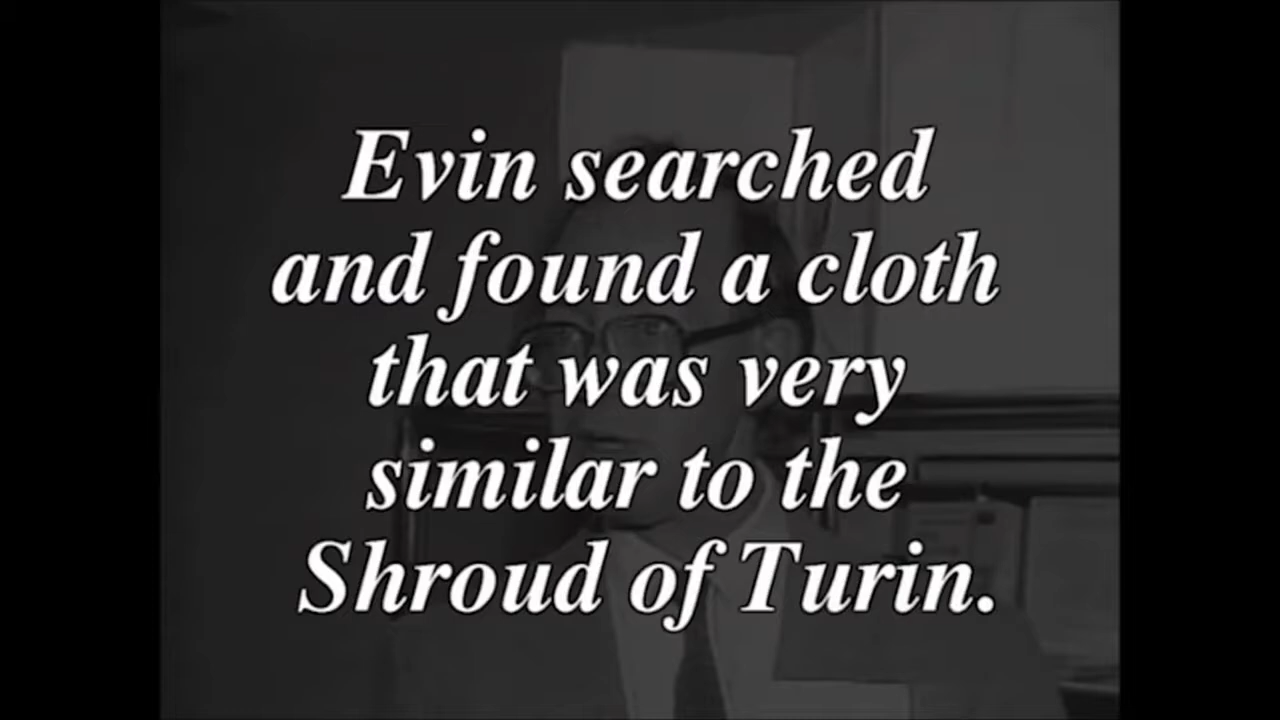 Evin searched
and found a cloth
that was very
similar to the
Shroud of Turin.